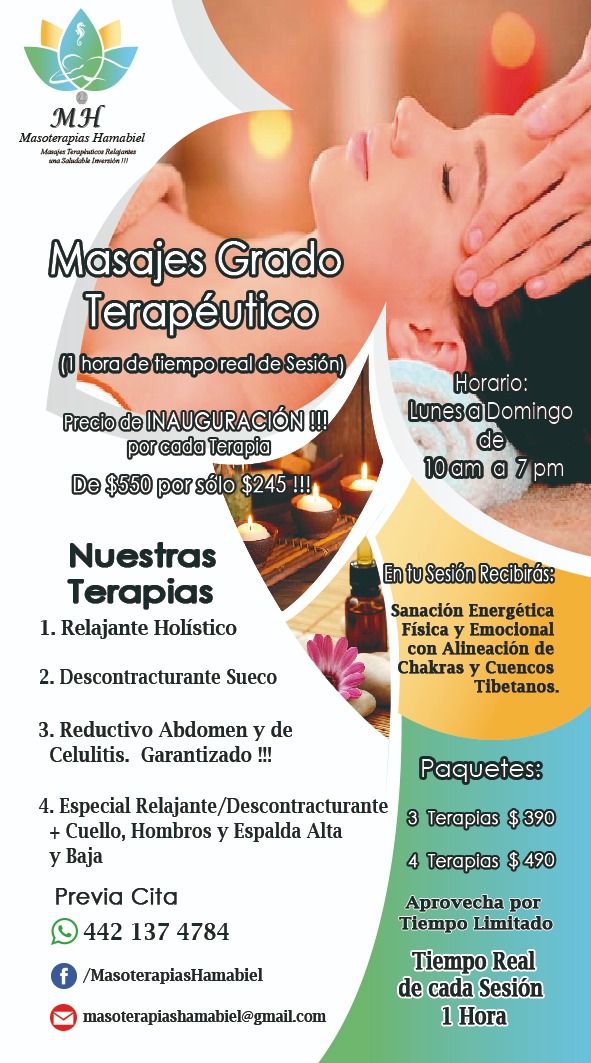 MH
Masoterapias Hamabiel
Masajes Terapéuticos Relajantes
una Saludable Inversión !!!
Masajes Grado
Terapéutico
(1 hora de tiempo real de Sesión)
Precio de INAUGURACIÓN !!!
por cada Terapia
De $550 por sólo $245 !!!
Horario:
Lunes a Domingo
de
10 am a 7 pm
Nuestras
Terapias
1. Relajante Holístico
2. Descontracturante Sueco
3. Reductivo Abdomen y de
Celulitis. Garantizado !!!
4. Especial Relajante/Descontracturante
+ Cuello, Hombros y Espalda Alta
y Baja
En tu Sesión Recibirás:
Sanación Energética
Física y Emocional
con Alineación de
Chakras y Cuencos
Tibetanos.
Paquetes:
3 Terapias $ 390
4 Terapias $ 490
Aprovecha por
Tiempo Limitado
Tiempo Real
de cada Sesión
1 Hora
Previa Cita
442 137 4784
/MasoterapiasHamabiel
masoterapiashamabiel@gmail.com